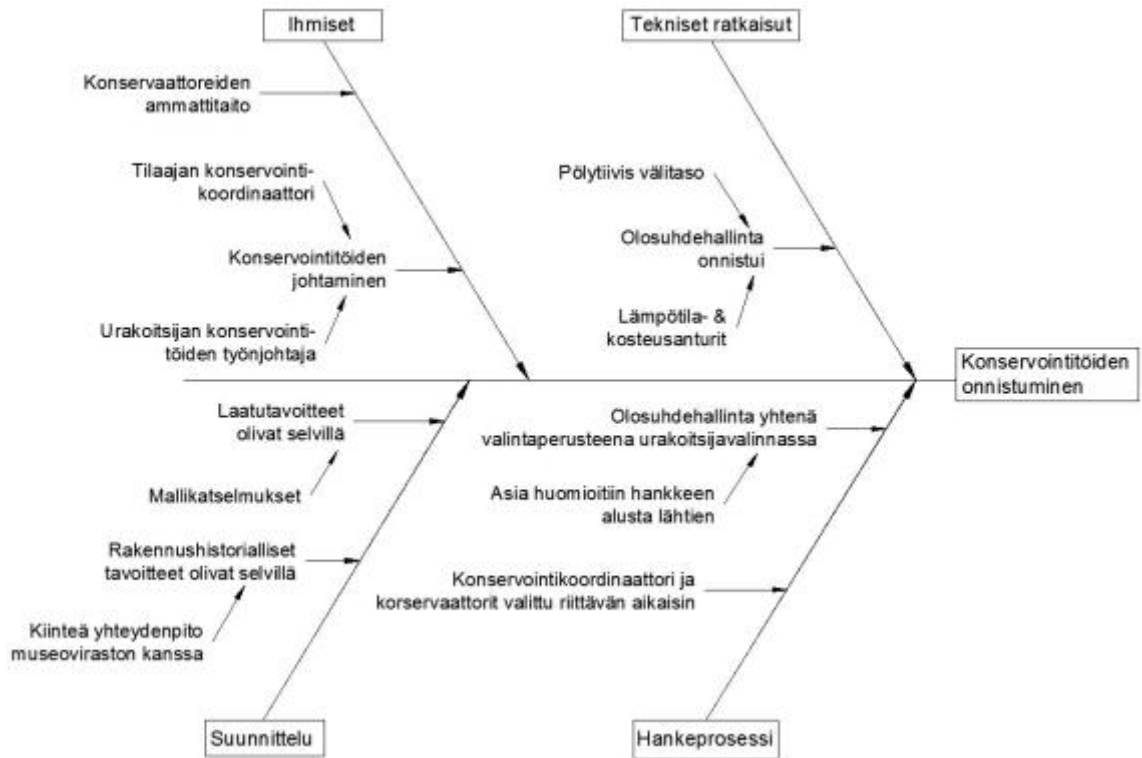 Ihmiset
Tekniset ratkaisut
Konservaattoreiden
ammattitaito
Tilaajan konservointi-
koordinaattori
Pölytiivis välitaso
Konservointitöiden
johtaminen
Olosuhdehallinta
onnistui
Urakoitsijan konservointi-
töiden työnjohtaja
Lämpötila- &
kosteusanturit
Konservointitöiden
onnistuminen
Laatutavoitteet
olivat selvillä
Olosuhdehallinta yhtenä
valintaperusteena urakoitsijavalinnassa
Mallikatselmukset
Asia huomioitiin hankkeen
alusta lähtien
Rakennushistorialliset
tavoitteet olivat selvillä
Konservointikoordinaattori ja
korservaattorit valittu riittävän aikaisin
Kiinteä yhteydenpito
museoviraston kanssa
Suunnittelu
Hankeprosessi